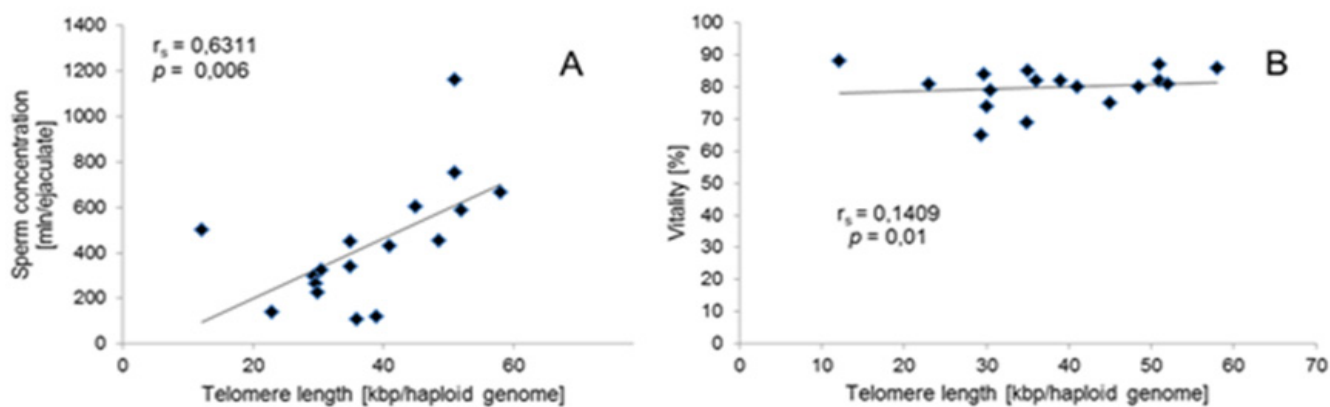 1400
1200
1000
800
600
400
200
0
0 20 40 60
Sperm concentration
[mln/ejaculate]
Telomere length [kbp/haploid genome]
rs = 0,6311
p = 0,006
A
100
90
80
70
60
50
40
30
20
10
0
0 10 20 30 40 50 60 70
Vitality [%]
Telomere length [kbp/haploid genome]
rs = 0,1409
p = 0,01
B